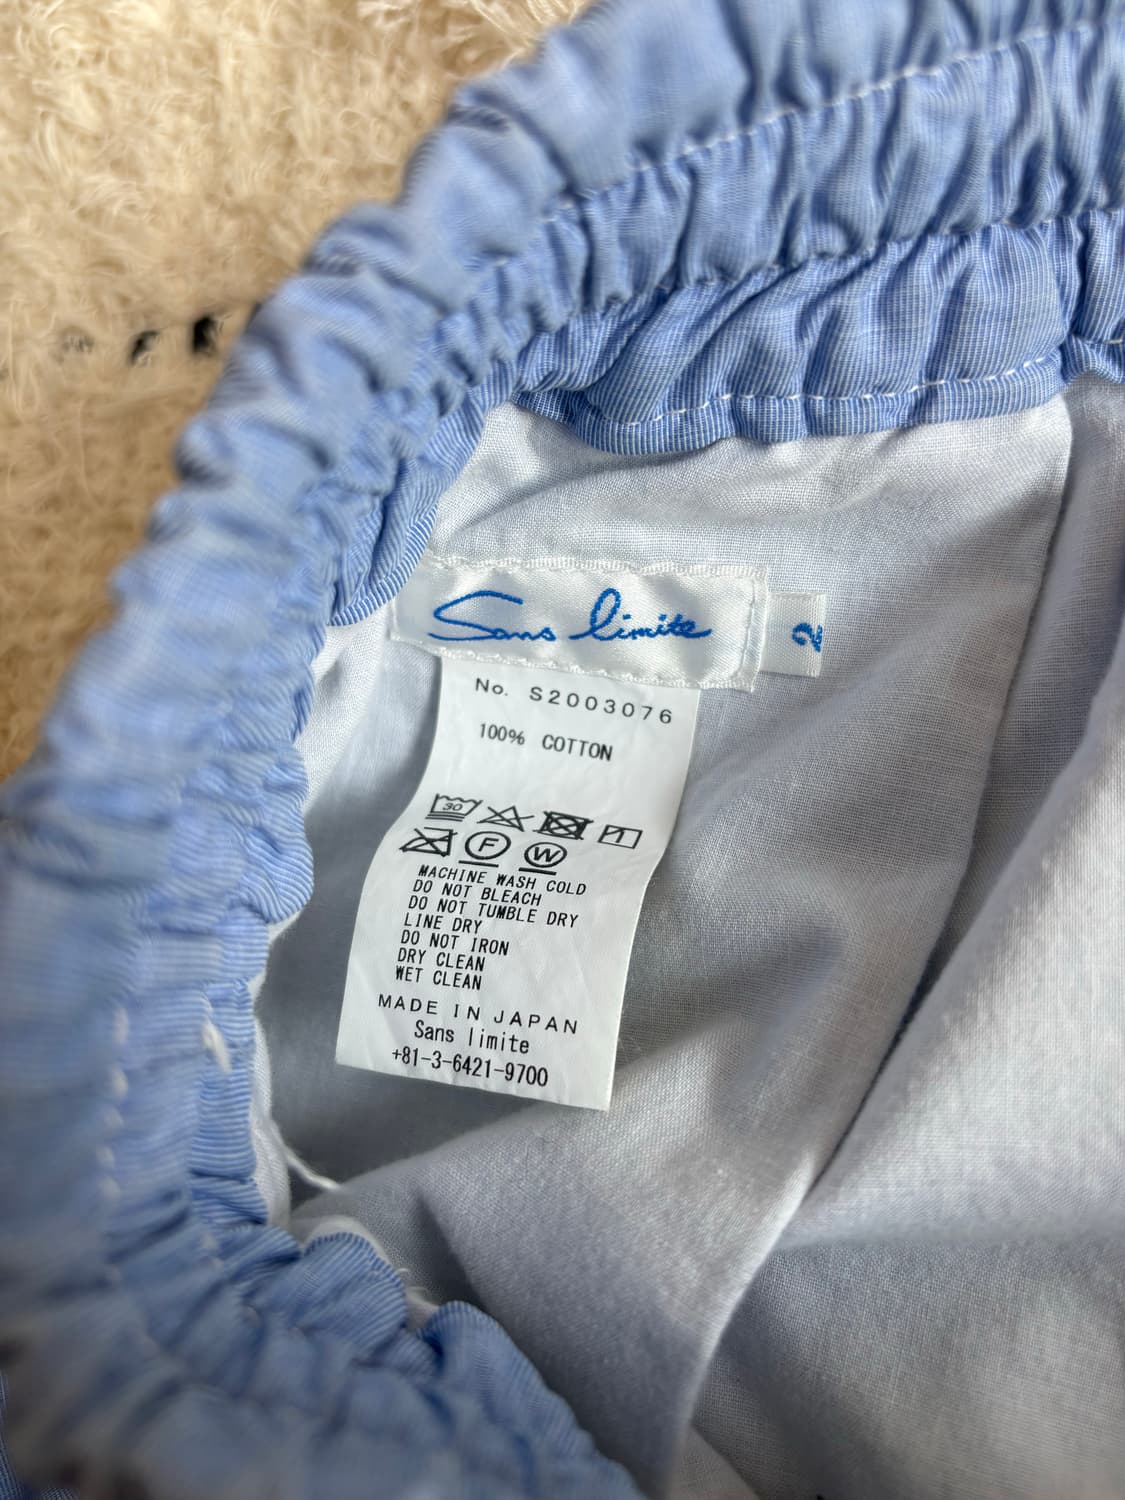 Sans limite
2
No. S2003076
100% COTTON
30
F W
MACHINE WASH COLD
DO NOT BLEACH
DO NOT TUMBLE DRY
LINE DRY
DO NOT IRON
DRY CLEAN
WET CLEAN
MADE IN JAPAN
Sans limite
+81-3-6421-9700